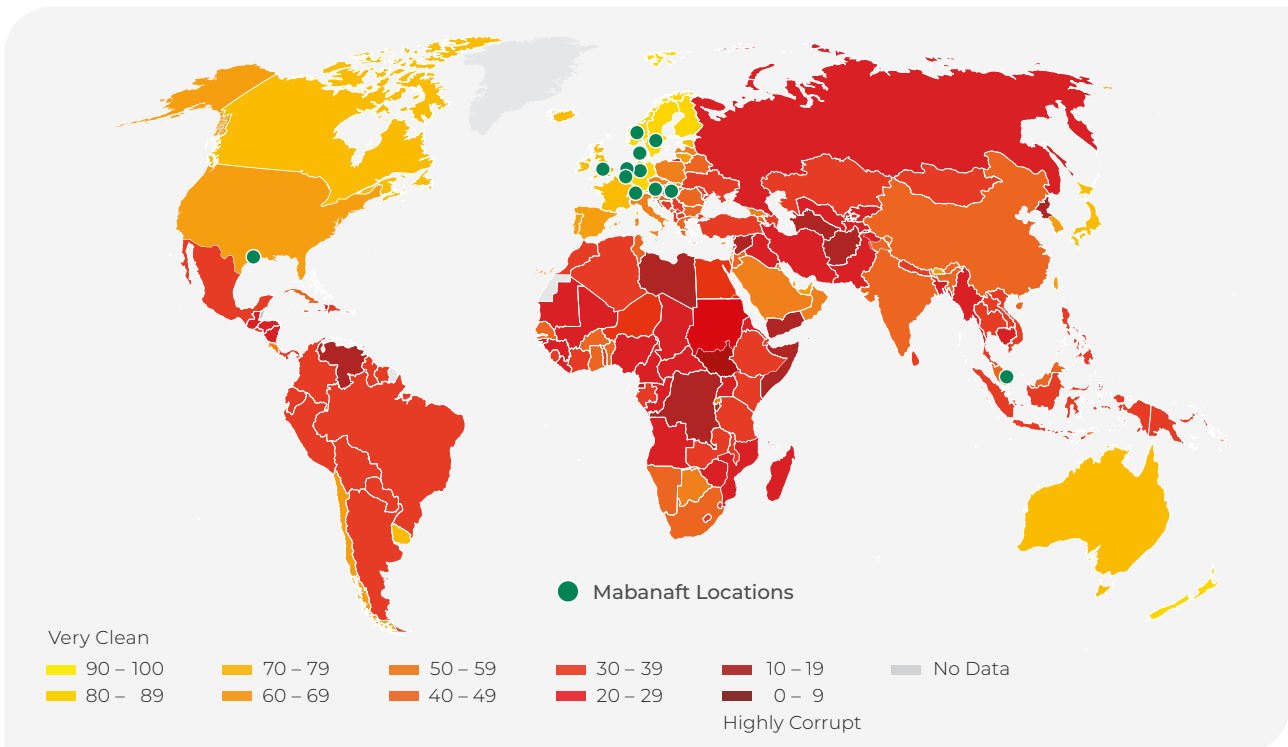 Mabanaft Locations
Very Clean
90 – 100
70 – 79
50 – 59
30 – 39
10 – 19
No Data
80 – 89
60 – 69
40 – 49
20 – 29
0 – 9
Highly Corrupt